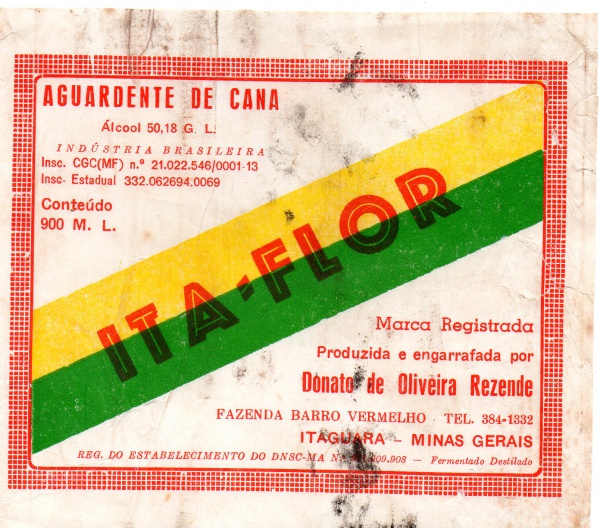 AGUARDENTE DE CANA
Álcool 50,18 G. L.
INDÚSTRIA BRASILEIRA
Insc. CGC(MF) n.º 21.022.546/0001-13
Insc. Estadual 332.062694.0069
Conteúdo
900 M. L.
ITA-FLOR
Marca Registrada
Produzida e engarrafada por
Donato de Oliveira Rezende
FAZENDA BARRO VERMELHO - TEL. 384-1332
ITAGUARA - MINAS GERAIS
REG. DO ESTABELECIMENTO DO DNSC-MA — Fermentado Destilado